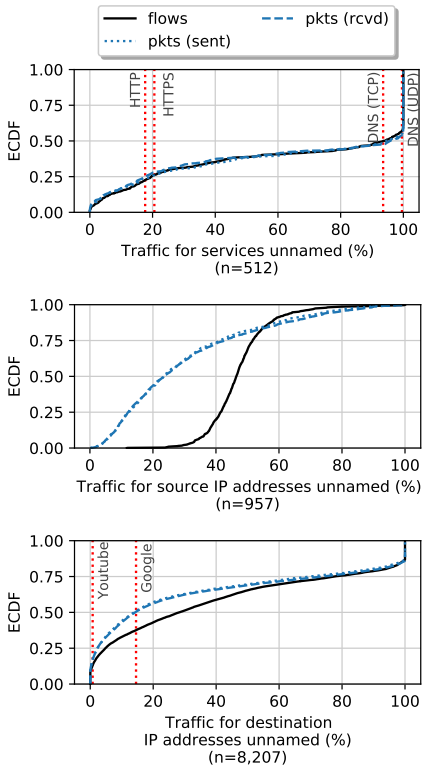 flows
pkts (rcvd)
pkts (sent)
1.00
0.75
0.50
0.25
0.00
ECDF
HTTP
HTTPS
DNS (TCP)
DNS (UDP)
0 20 40 60 80 100
Traffic for services unnamed (%)
(n=512)
1.00
0.75
0.50
0.25
0.00
ECDF
0 20 40 60 80 100
Traffic for source IP addresses unnamed (%)
(n=957)
1.00
0.75
0.50
0.25
0.00
ECDF
Youtube
Google
0 20 40 60 80 100
Traffic for destination
IP addresses unnamed (%)
(n=8,207)